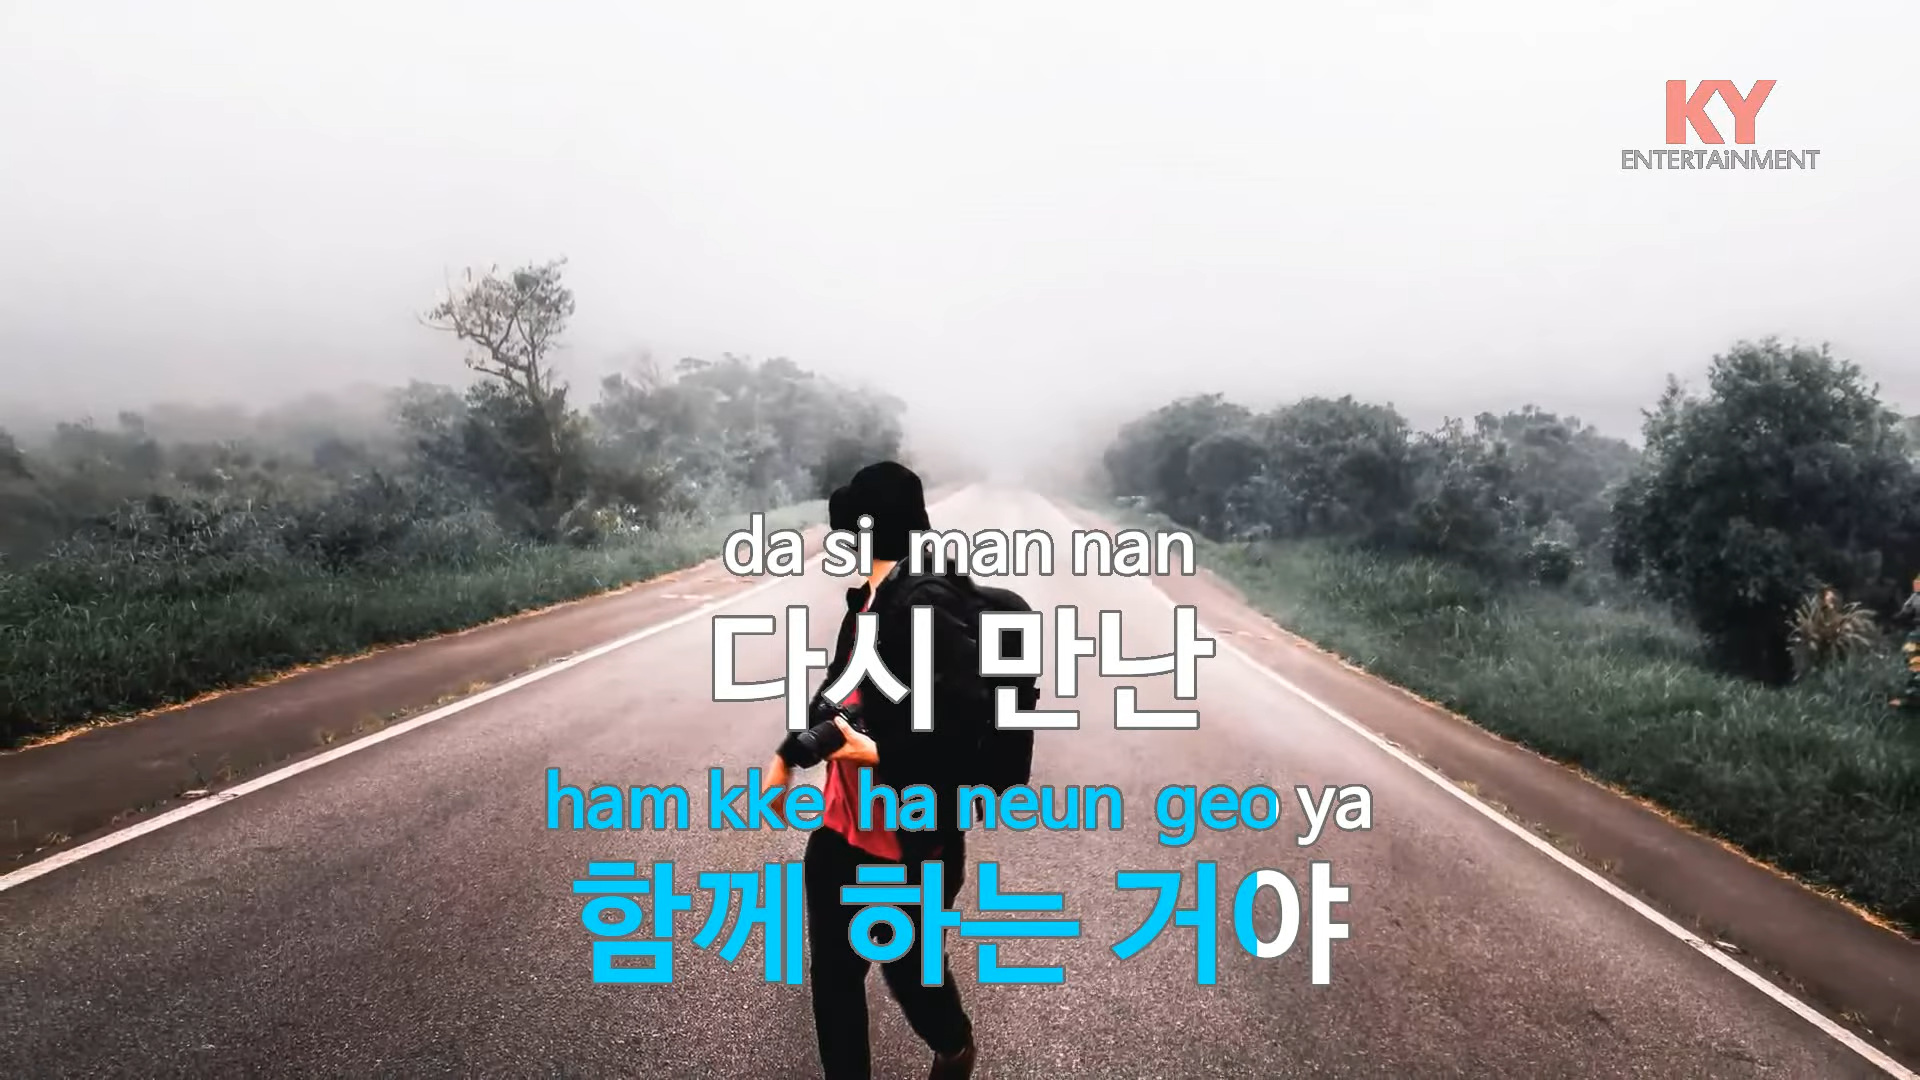 KY
ENTERTAiNMENT
da si man nan
다시 만난
ham kke ha neun geo ya
함께 하는 거야